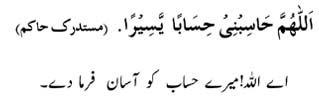 اَللّٰهُمَّ حَاسِبْنِیْ حِسَابًا یَّسِیْرًا. (مستدرک حاکم)
اے اللہ! میرے حساب کو آسان فرما دے۔